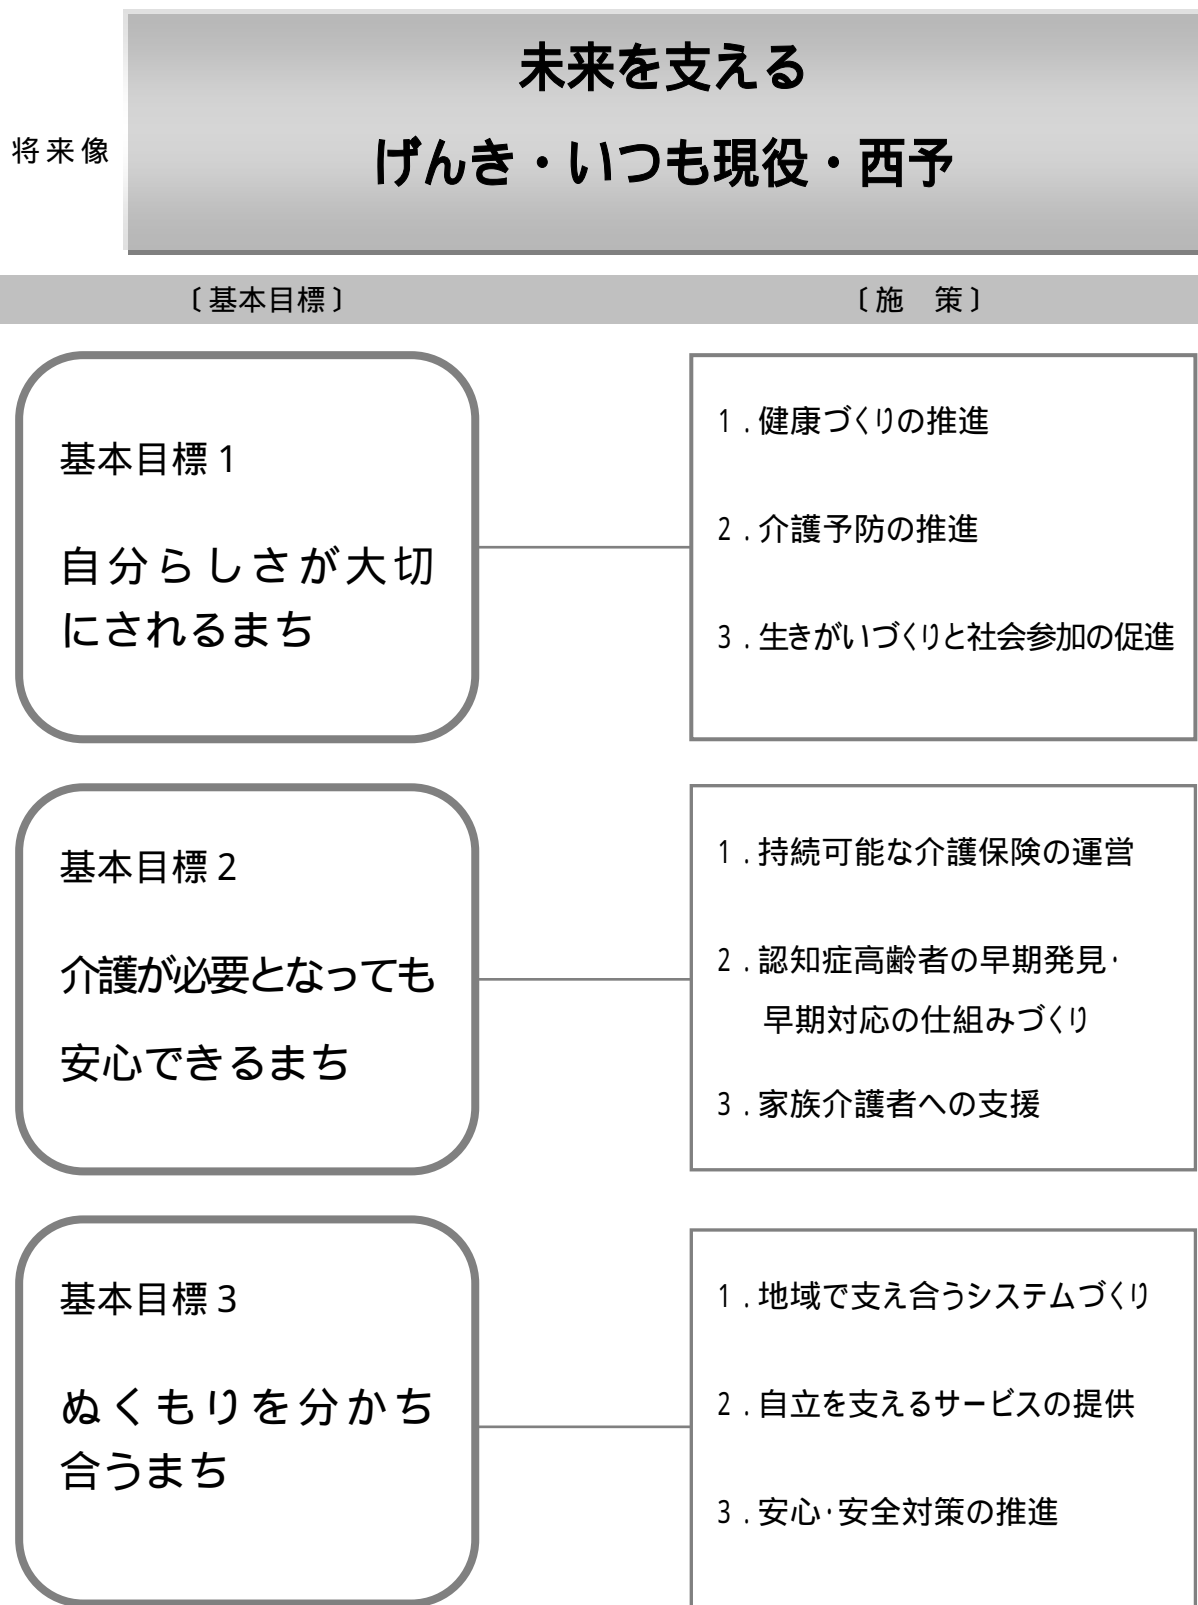 未来を支える
将来像
げんき・いつも現役・西予
〔基本目標〕
〔施　策〕
基本目標1
自分らしさが大切
にされるまち
1.健康づくりの推進
2.介護予防の推進
3.生きがいづくりと社会参加の促進
基本目標2
介護が必要となっても
安心できるまち
1.持続可能な介護保険の運営
2.認知症高齢者の早期発見・
早期対応の仕組みづくり
3.家族介護者への支援
基本目標3
ぬくもりを分かち
合うまち
1.地域で支え合うシステムづくり
2.自立を支えるサービスの提供
3.安心・安全対策の推進